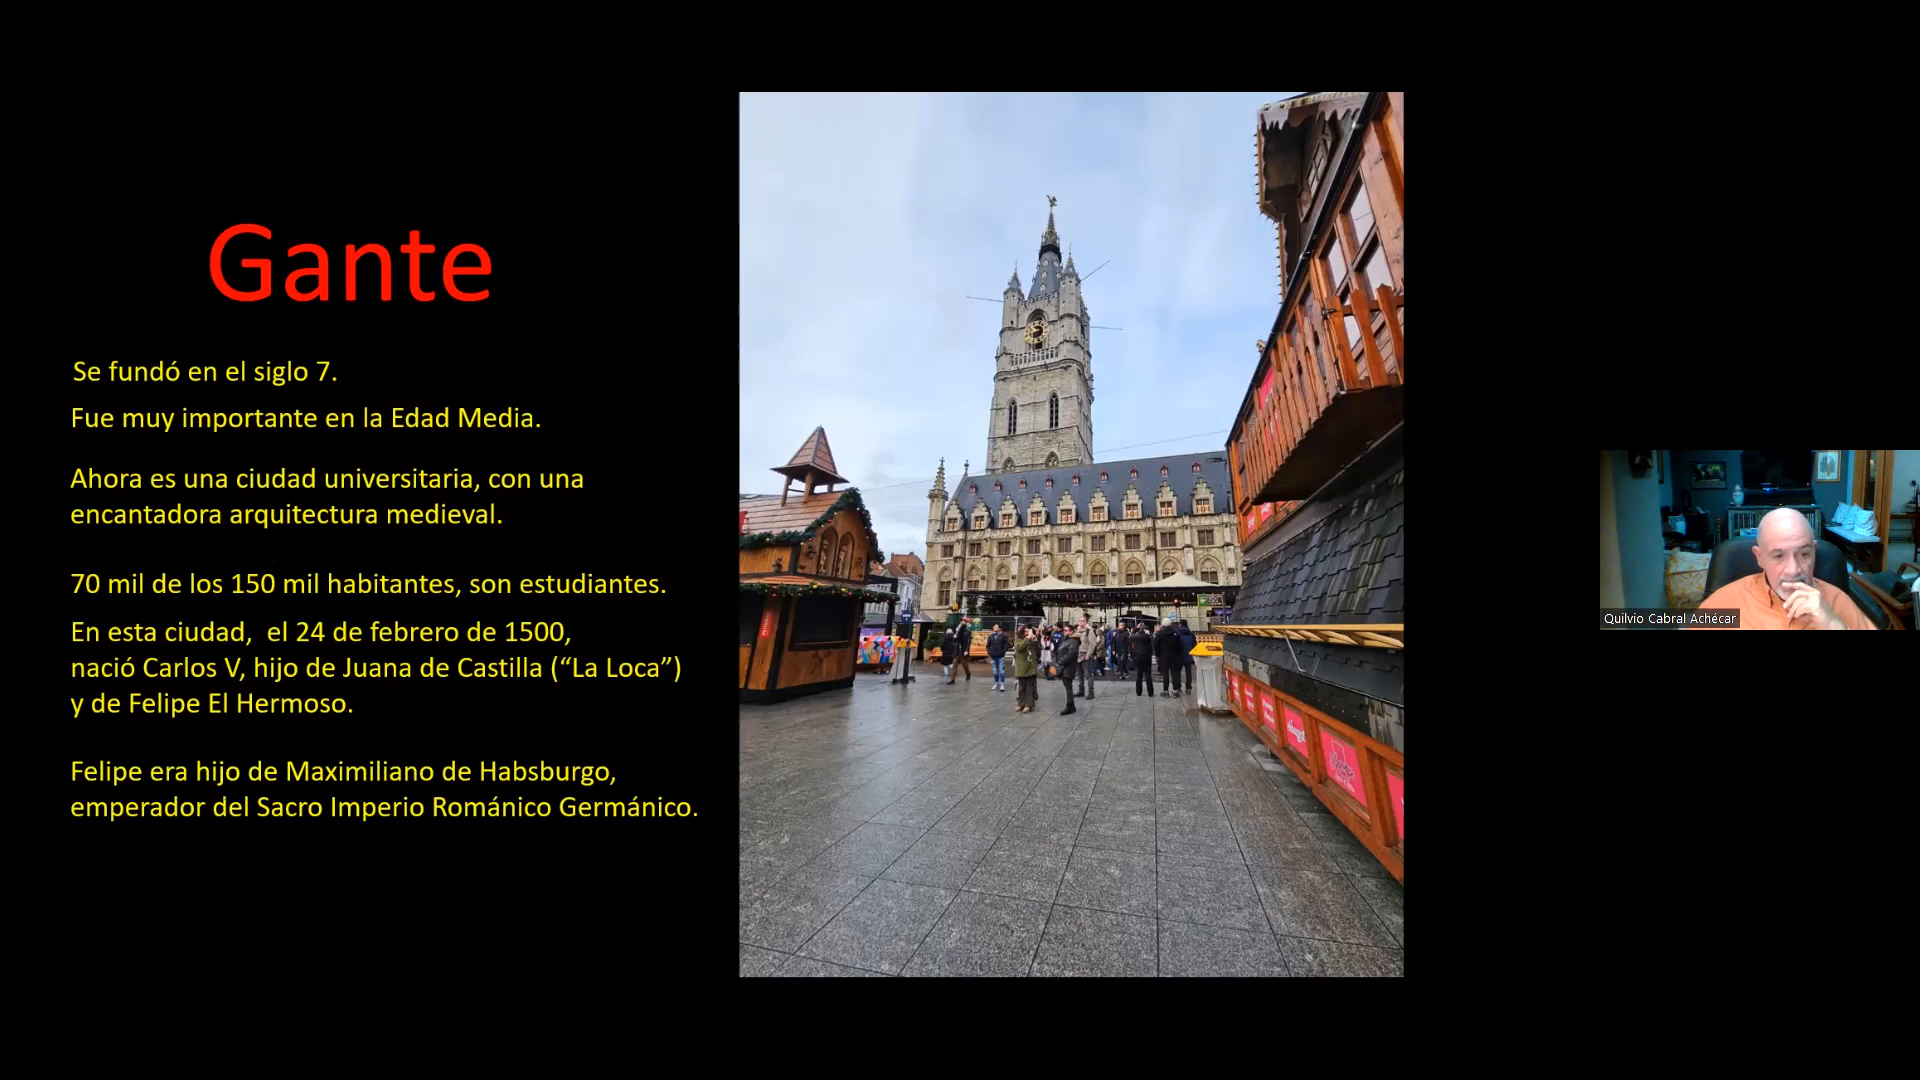 Gante
Se fundó en el siglo 7.
Fue muy importante en la Edad Media.
Ahora es una ciudad universitaria, con una
encantadora arquitectura medieval.
70 mil de los 150 mil habitantes, son estudiantes.
En esta ciudad,  el 24 de febrero de 1500,
nació Carlos V, hijo de Juana de Castilla (“La Loca”)
y de Felipe El Hermoso.
Felipe era hijo de Maximiliano de Habsburgo,
emperador del Sacro Imperio Románico Germánico.
Quilvio Cabral Achécar